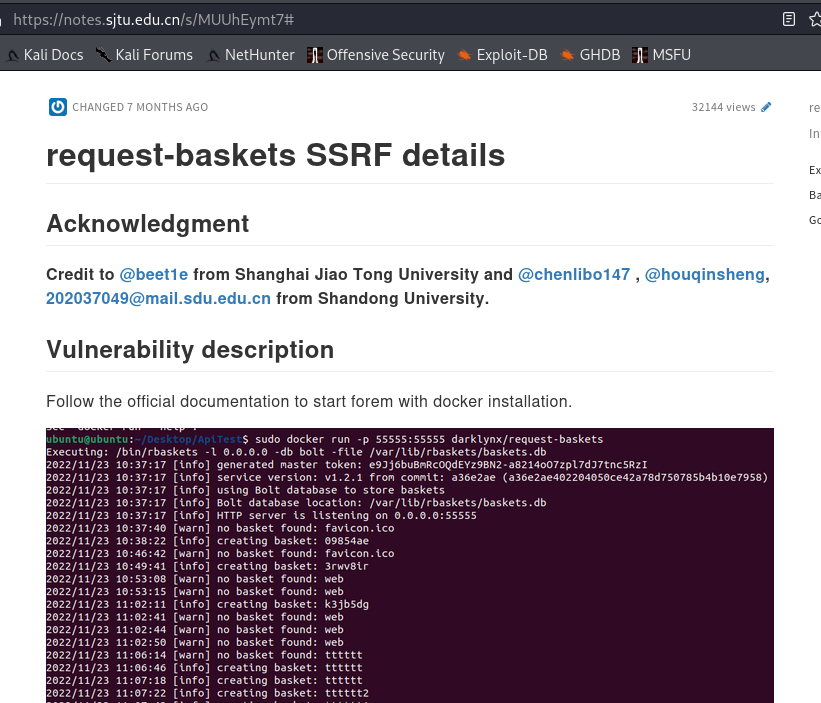 https://notes.sjtu.edu.cn/s/MUUhEymt7#
Kali Docs Kali Forums NetHunter Offensive Security Exploit-DB GHDB MSFU
CHANGED 7 MONTHS AGO 32144 views
re
request-baskets SSRF details
In
Ex
Ba
Go
Acknowledgment
Credit to @beet1e from Shanghai Jiao Tong University and @chenlibo147 , @houqinsheng,
202037049@mail.sdu.edu.cn from Shandong University.
Vulnerability description
Follow the official documentation to start forem with docker installation.
See 'docker run --help'.
ubuntu@ubuntu:~/Desktop/ApiTest$ sudo docker run -p 55555:55555 darklynx/request-baskets
Executing: /bin/rbaskets -l 0.0.0.0 -db bolt -file /var/lib/rbaskets/baskets.db
2022/11/23 10:37:17 [info] generated master token: e9Jj6buBmRcOQdEYz9BN2-a8214oO7zpl7dJ7tnc5RzI
2022/11/23 10:37:17 [info] service version: v1.2.1 from commit: a36e2ae (a36e2ae402204050ce42a78d750785b4b10e7958)
2022/11/23 10:37:17 [info] using Bolt database to store baskets
2022/11/23 10:37:17 [info] Bolt database location: /var/lib/rbaskets/baskets.db
2022/11/23 10:37:17 [info] HTTP server is listening on 0.0.0.0:55555
2022/11/23 10:37:40 [warn] no basket found: favicon.ico
2022/11/23 10:38:22 [info] creating basket: 09854ae
2022/11/23 10:46:42 [warn] no basket found: favicon.ico
2022/11/23 10:49:41 [info] creating basket: 3rwv8ir
2022/11/23 10:53:08 [warn] no basket found: web
2022/11/23 10:53:15 [warn] no basket found: web
2022/11/23 11:02:11 [info] creating basket: k3jb5dg
2022/11/23 11:02:41 [warn] no basket found: web
2022/11/23 11:02:44 [warn] no basket found: web
2022/11/23 11:02:50 [warn] no basket found: web
2022/11/23 11:06:14 [warn] no basket found: tttttt
2022/11/23 11:06:46 [info] creating basket: tttttt
2022/11/23 11:07:18 [info] creating basket: tttttt
2022/11/23 11:07:22 [info] creating basket: tttttt2